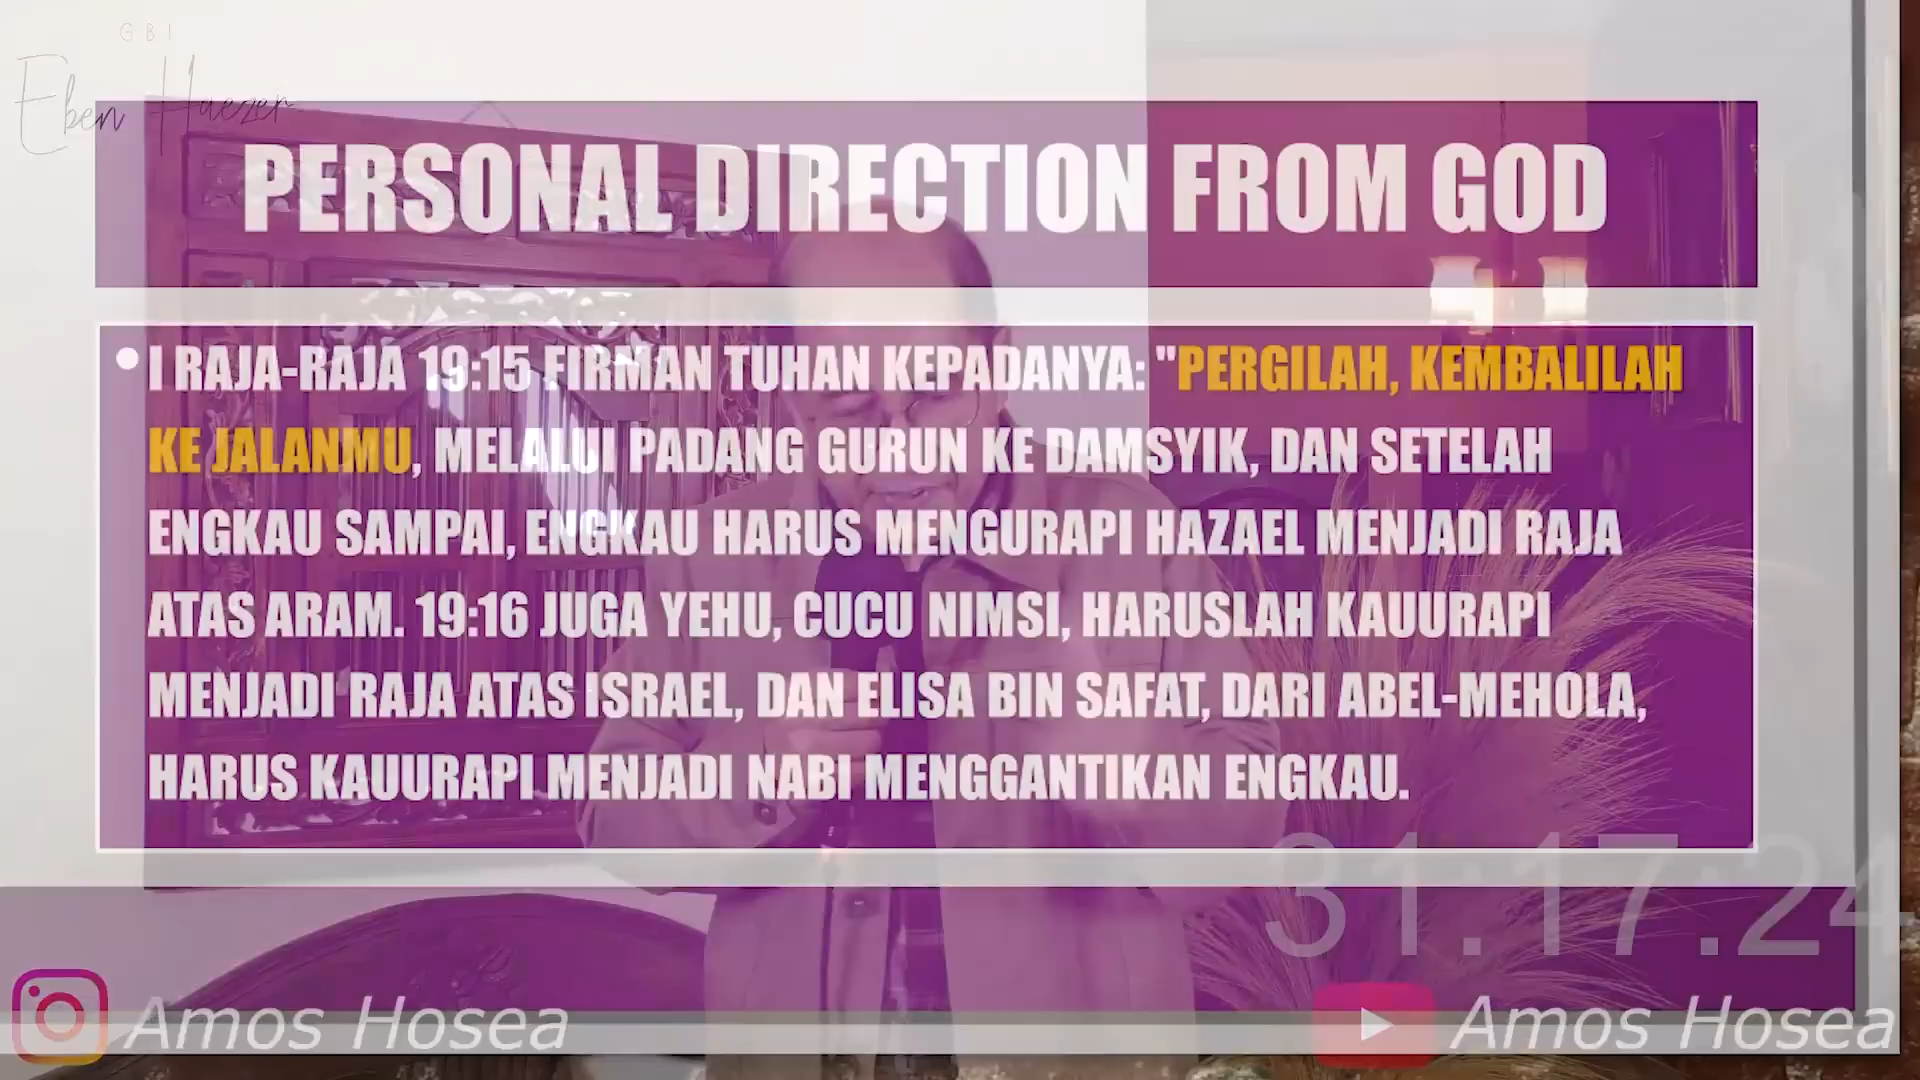 GBI
Eben Haezer
PERSONAL DIRECTION FROM GOD
• I RAJA-RAJA 19:15 FIRMAN TUHAN KEPADANYA: "PERGILAH, KEMBALILAH
KE JALANMU, MELALUI PADANG GURUN KE DAMSYIK, DAN SETELAH
ENGKAU SAMPAI, ENGKAU HARUS MENGURAPI HAZAEL MENJADI RAJA
ATAS ARAM. 19:16 JUGA YEHU, CUCU NIMSI, HARUSLAH KAUURAPI
MENJADI RAJA ATAS ISRAEL, DAN ELISA BIN SAFAT, DARI ABEL-MEHOLA,
HARUS KAUURAPI MENJADI NABI MENGGANTIKAN ENGKAU.
31:17:24
Amos Hosea
Amos Hosea